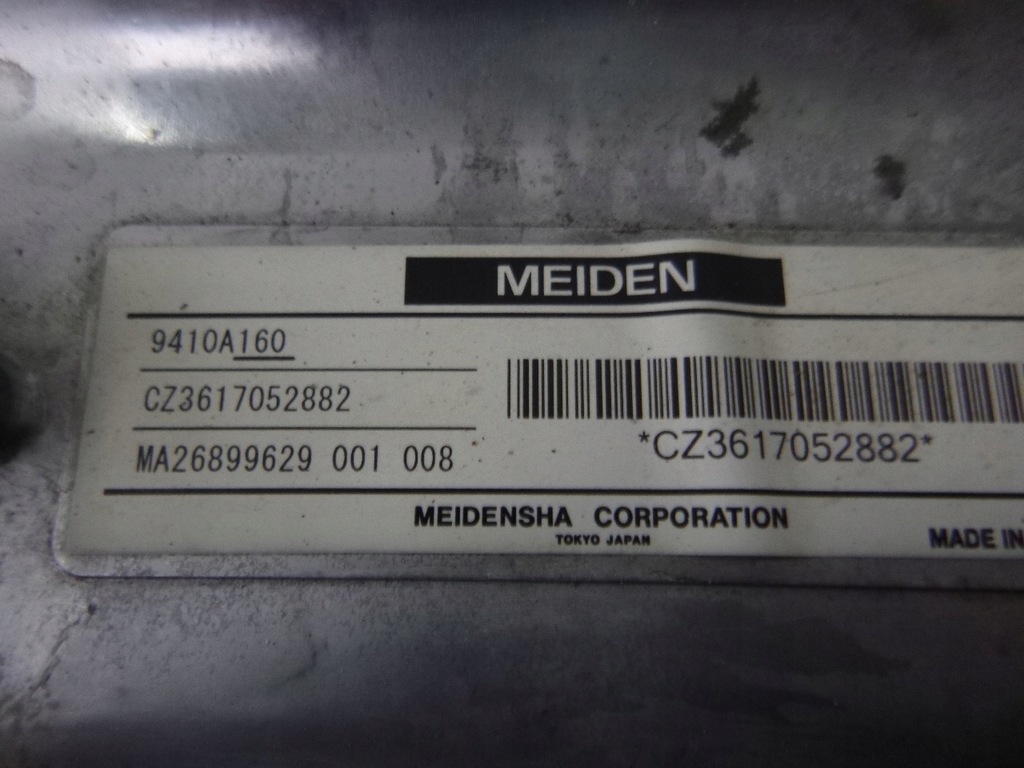 MEIDEN
9410A160
CZ3617052882
MA26899629 001 008
*CZ3617052882*
MEIDENSHA CORPORATION
TOKYO JAPAN
MADE IN